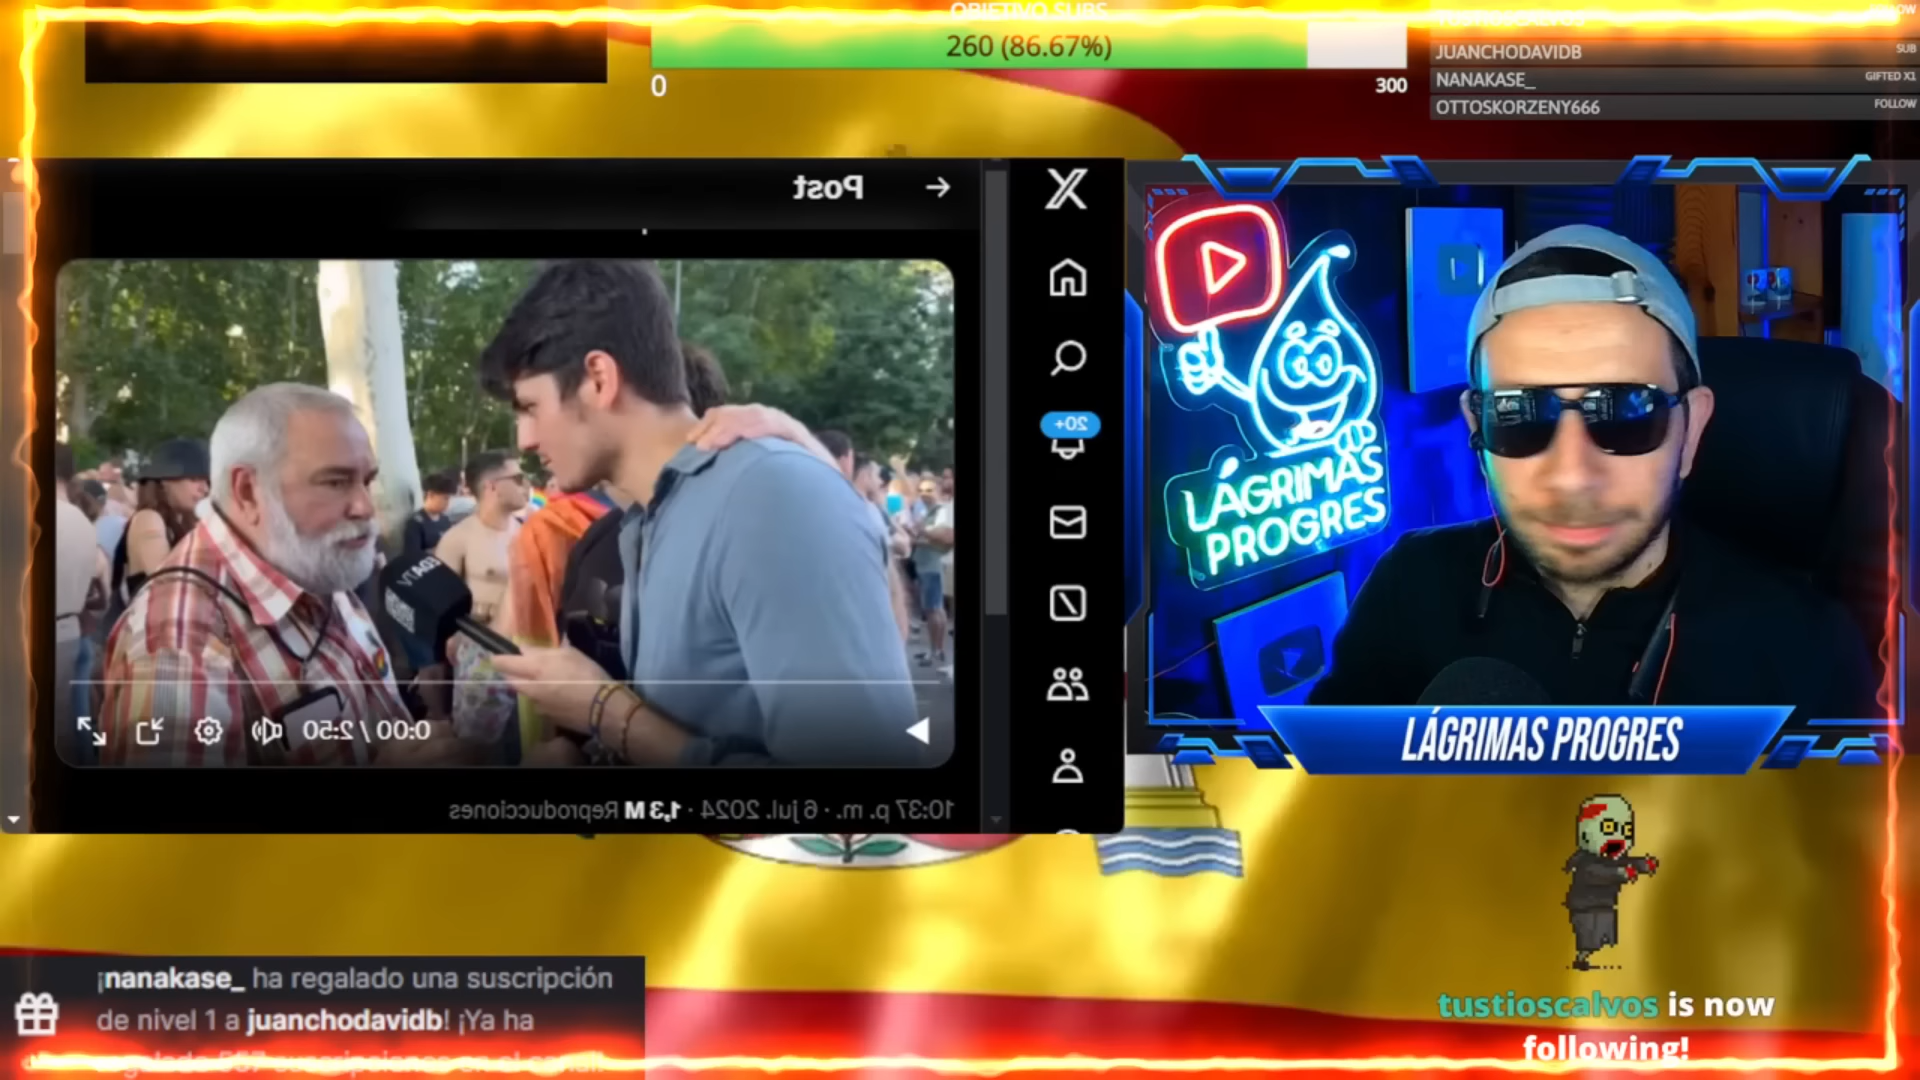 OBJETIVO SUBS
260 (86.67%)
0
300
TUSTIOSCALVOS FOLLOW
JUANCHODAVIDB SUB
NANAKASE_ GIFTED X1
OTTOSKORZENY666 FOLLOW
Post
20+
0:00 / 2:50
10:37 p. m. · 6 jul. 2024 · 1,3 M Reproducciones
LÁGRIMAS
PROGRES
LÁGRIMAS PROGRES
¡nanakase_ ha regalado una suscripción
de nivel 1 a juanchodavidb! ¡Ya ha
tustioscalvos is now
following!